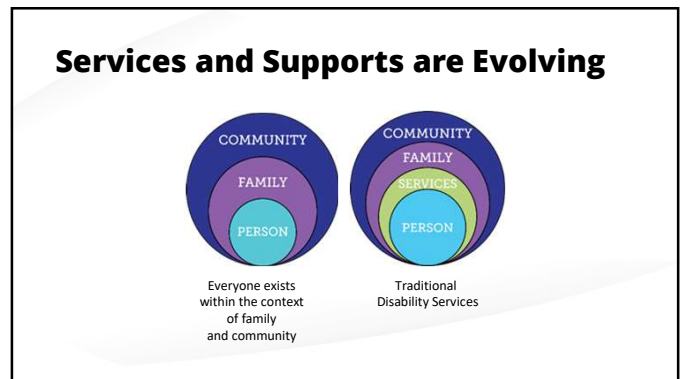 Services and Supports are Evolving
COMMUNITY
FAMILY
PERSON
COMMUNITY
FAMILY
SERVICES
PERSON
Everyone exists
within the context
of family
and community
Traditional
Disability Services